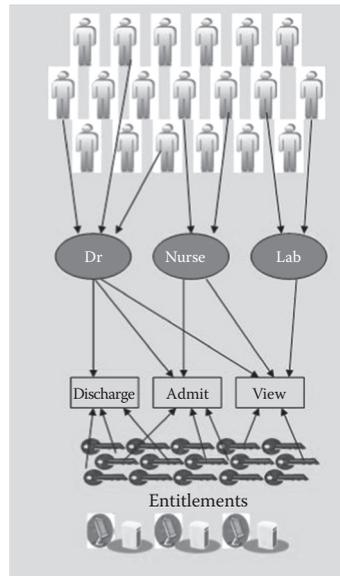 Dr
Nurse
Lab
Discharge
Admit
View
Entitlements